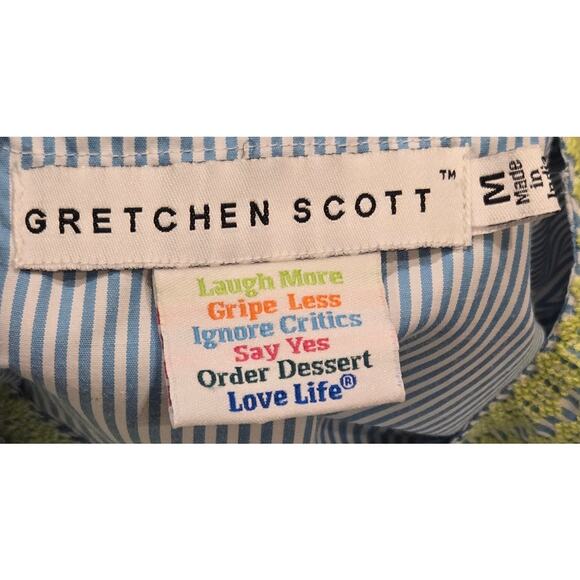 GRETCHEN SCOTT™
M
Made
in
India
Laugh More
Gripe Less
Ignore Critics
Say Yes
Order Dessert
Love Life®